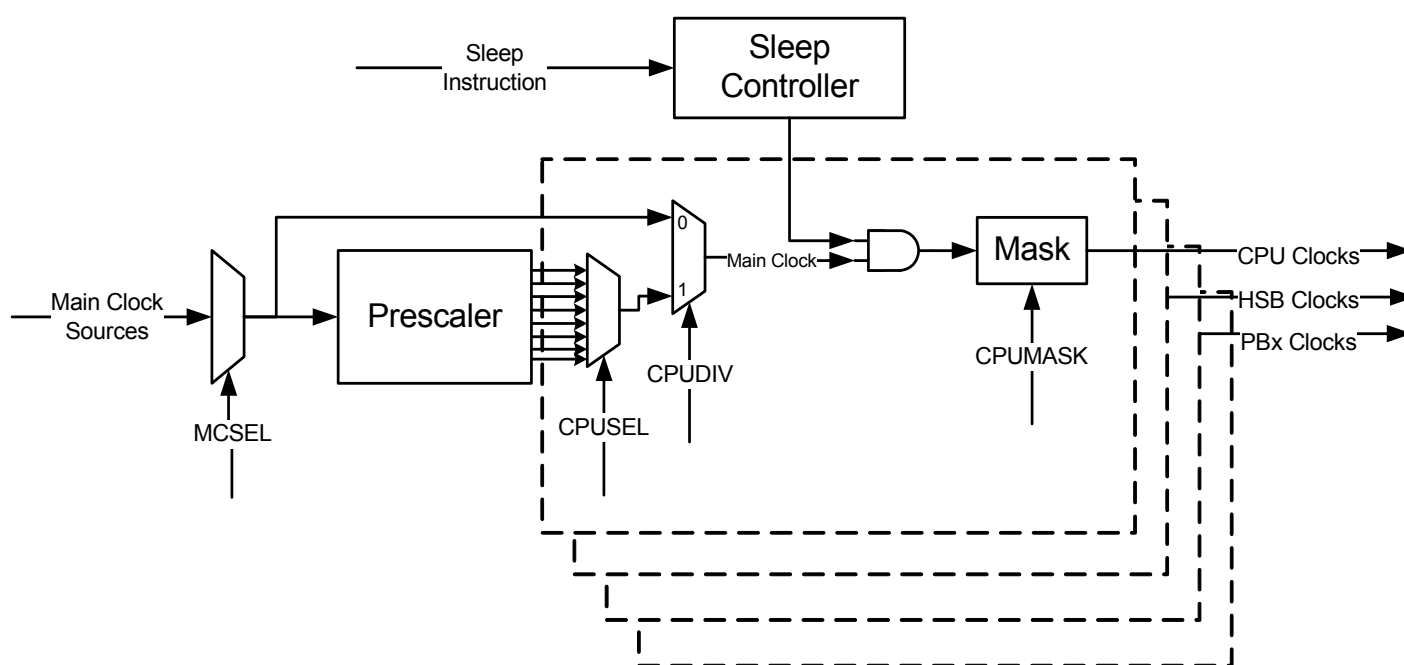 Sleep
Instruction
Sleep
Controller
0
Main Clock
Mask
CPU Clocks
HSB Clocks
PBx Clocks
Main Clock
Sources
Prescaler
1
CPUDIV
CPUMASK
MCSEL
CPUSEL